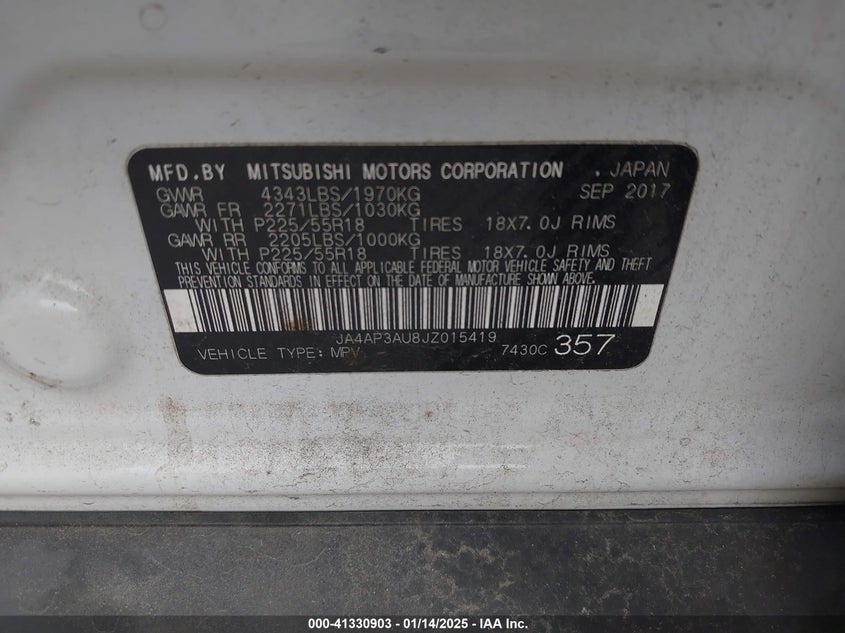 MFD.BY MITSUBISHI MOTORS CORPORATION . JAPAN
GVWR 4343LBS/1970KG SEP 2017
GAWR FR 2271LBS/1030KG
WITH P225/55R18 TIRES 18X7.0J RIMS
GAWR RR 2205LBS/1000KG
WITH P225/55R18 TIRES 18X7.0J RIMS
THIS VEHICLE CONFORMS TO ALL APPLICABLE FEDERAL MOTOR VEHICLE SAFETY AND THEFT
PREVENTION STANDARDS IN EFFECT ON THE DATE OF MANUFACTURE SHOWN ABOVE.
JA4AP3AU8JZ015419
VEHICLE TYPE: MPV 7430C 357
000-41330903 - 01/14/2025 - IAA Inc.